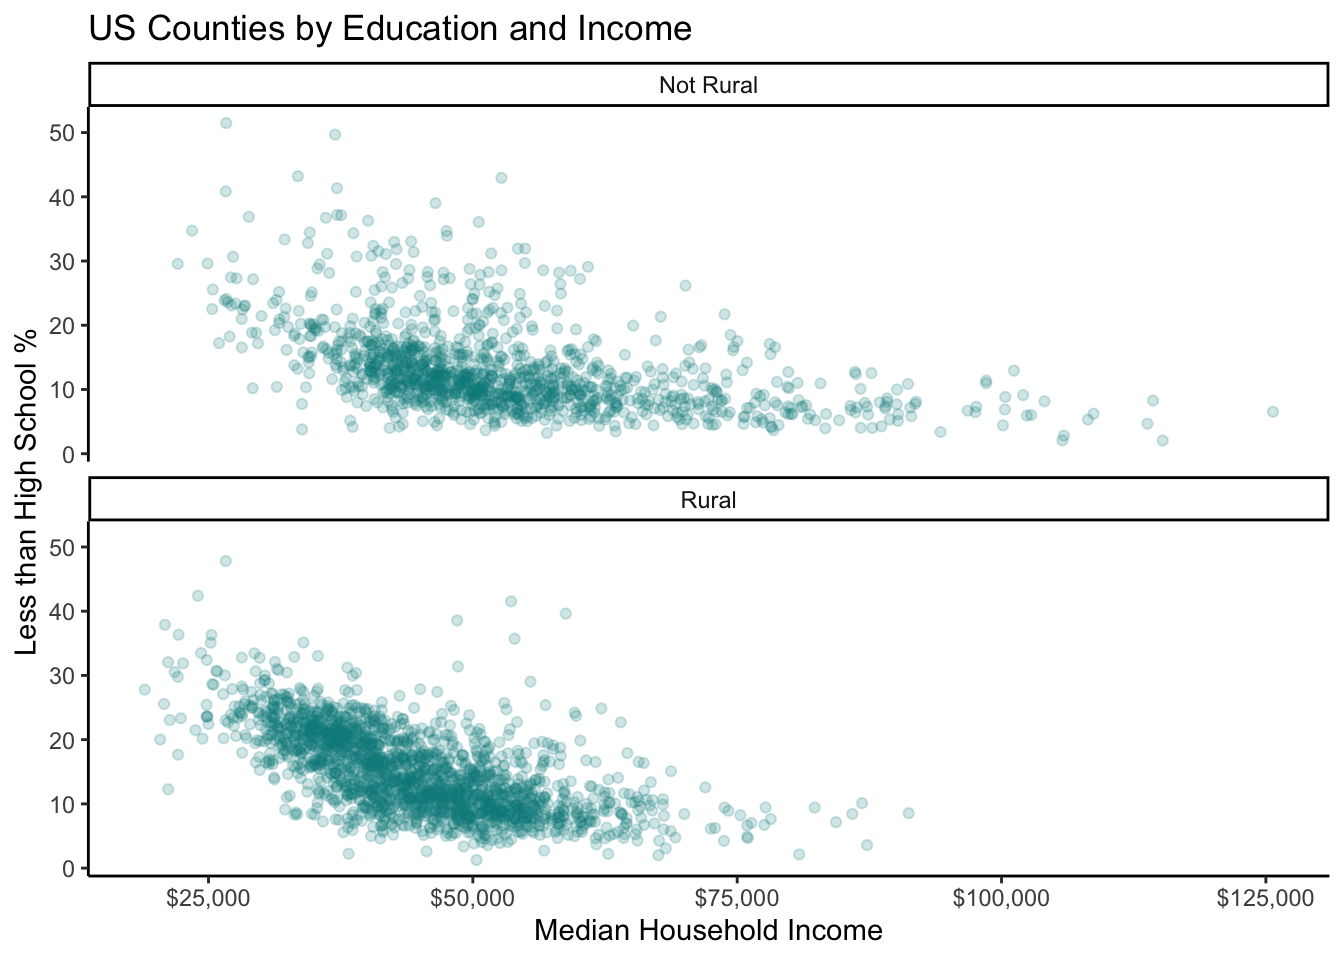 US Counties by Education and Income
Not Rural
50
40
30
20
10
0
Less than High School %
Rural
50
40
30
20
10
0
$25,000 $50,000 $75,000 $100,000 $125,000
Median Household Income